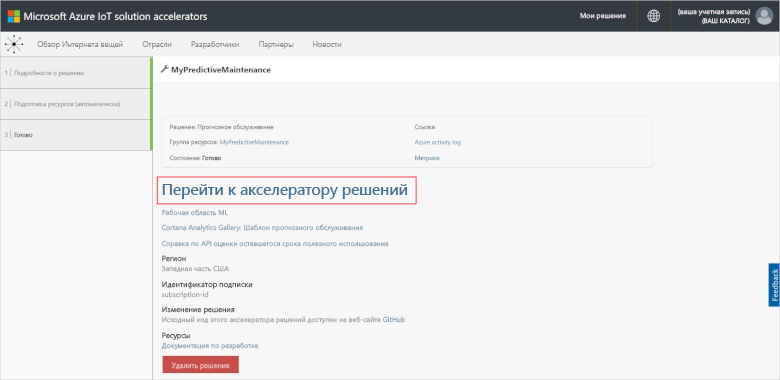 Microsoft Azure IoT solution accelerators
Мои решения
(ваша учетная запись)
(ВАШ КАТАЛОГ)
Обзор Интернета вещей Отрасли Разработчики Партнеры Новости
1 | Подробности о решении
2 | Подготовка ресурсов (автоматически)
3 | Готово
MyPredictiveMaintenance
Решение: Прогнозное обслуживание
Ссылки
Группа ресурсов: MyPredictiveMaintenance
Azure activity log
Состояние: Готово
Метрики
Перейти к акселератору решений
Рабочая область ML
Cortana Analytics Gallery: Шаблон прогнозного обслуживания
Справка по API оценки оставшегося срока полезного использования
Регион
Западная часть США
Идентификатор подписки
subscription-id
Изменение решения
Исходный код этого акселератора решений доступен на веб-сайте GitHub
Ресурсы
Документация по разработке
Удалить решение
Feedback